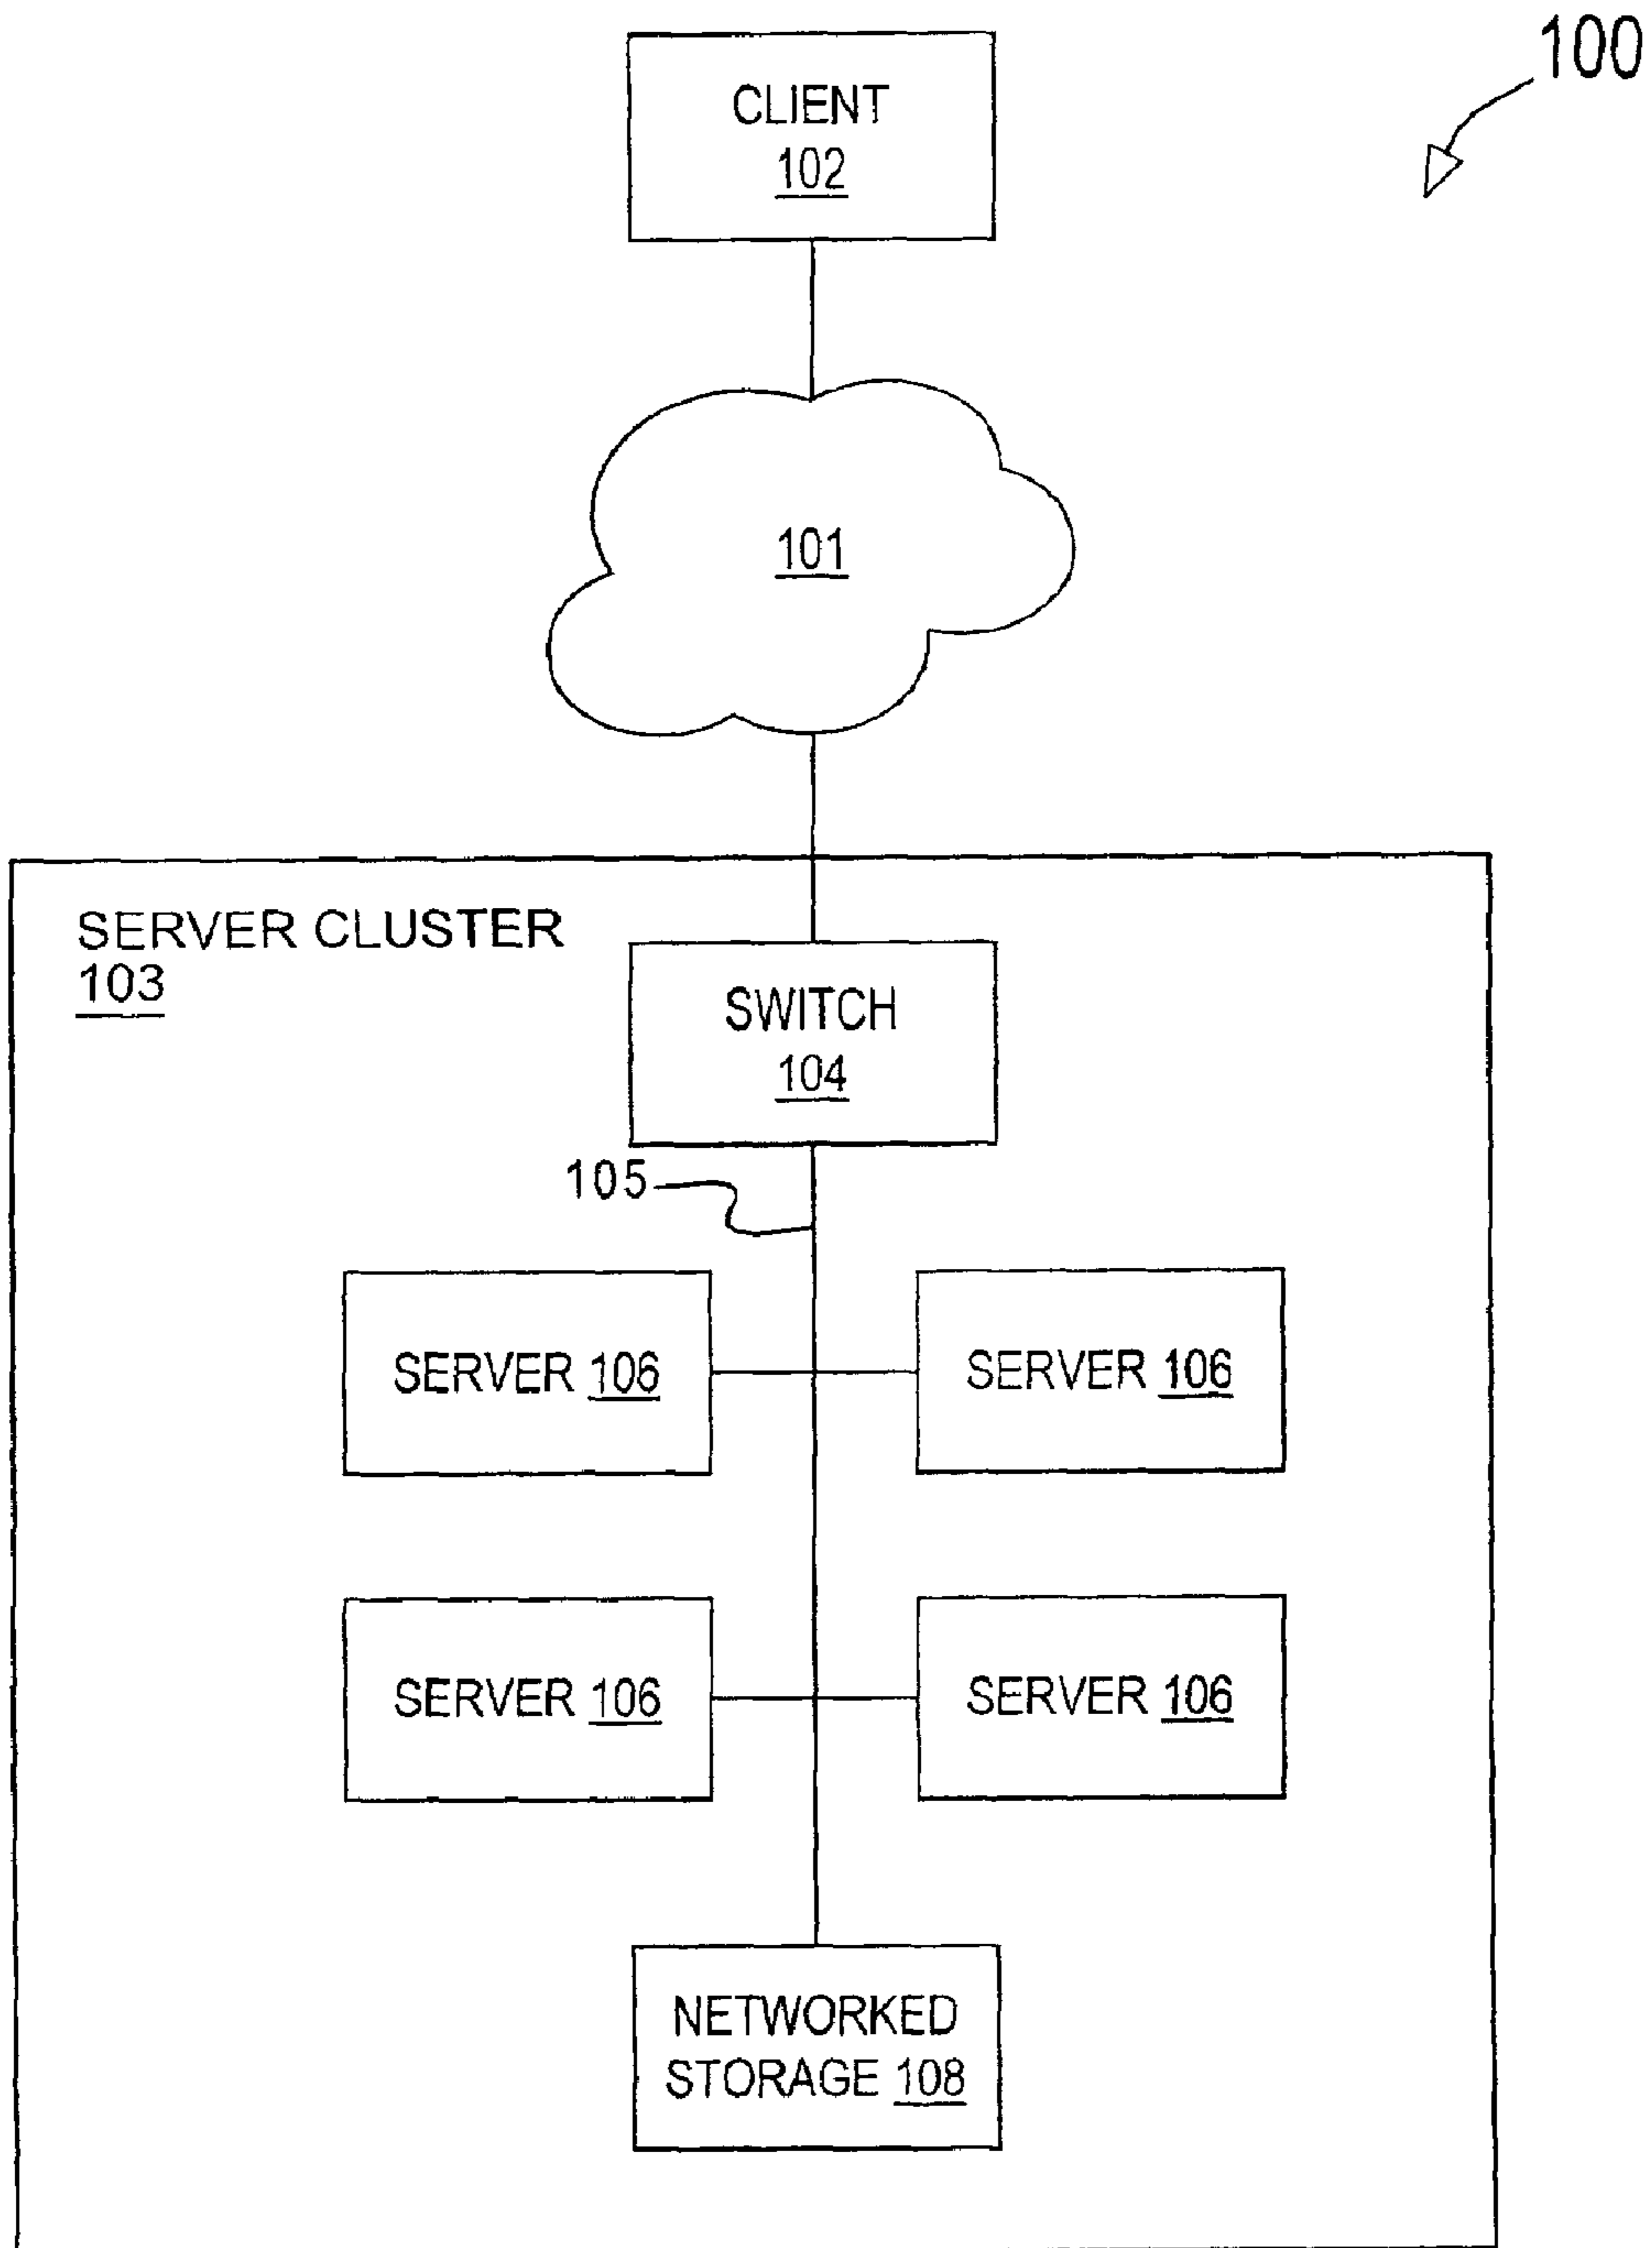 100
CLIENT
102
101
SERVER CLUSTER
103
SWITCH
104
105
SERVER 106
SERVER 106
SERVER 106
SERVER 106
NETWORKED
STORAGE 108